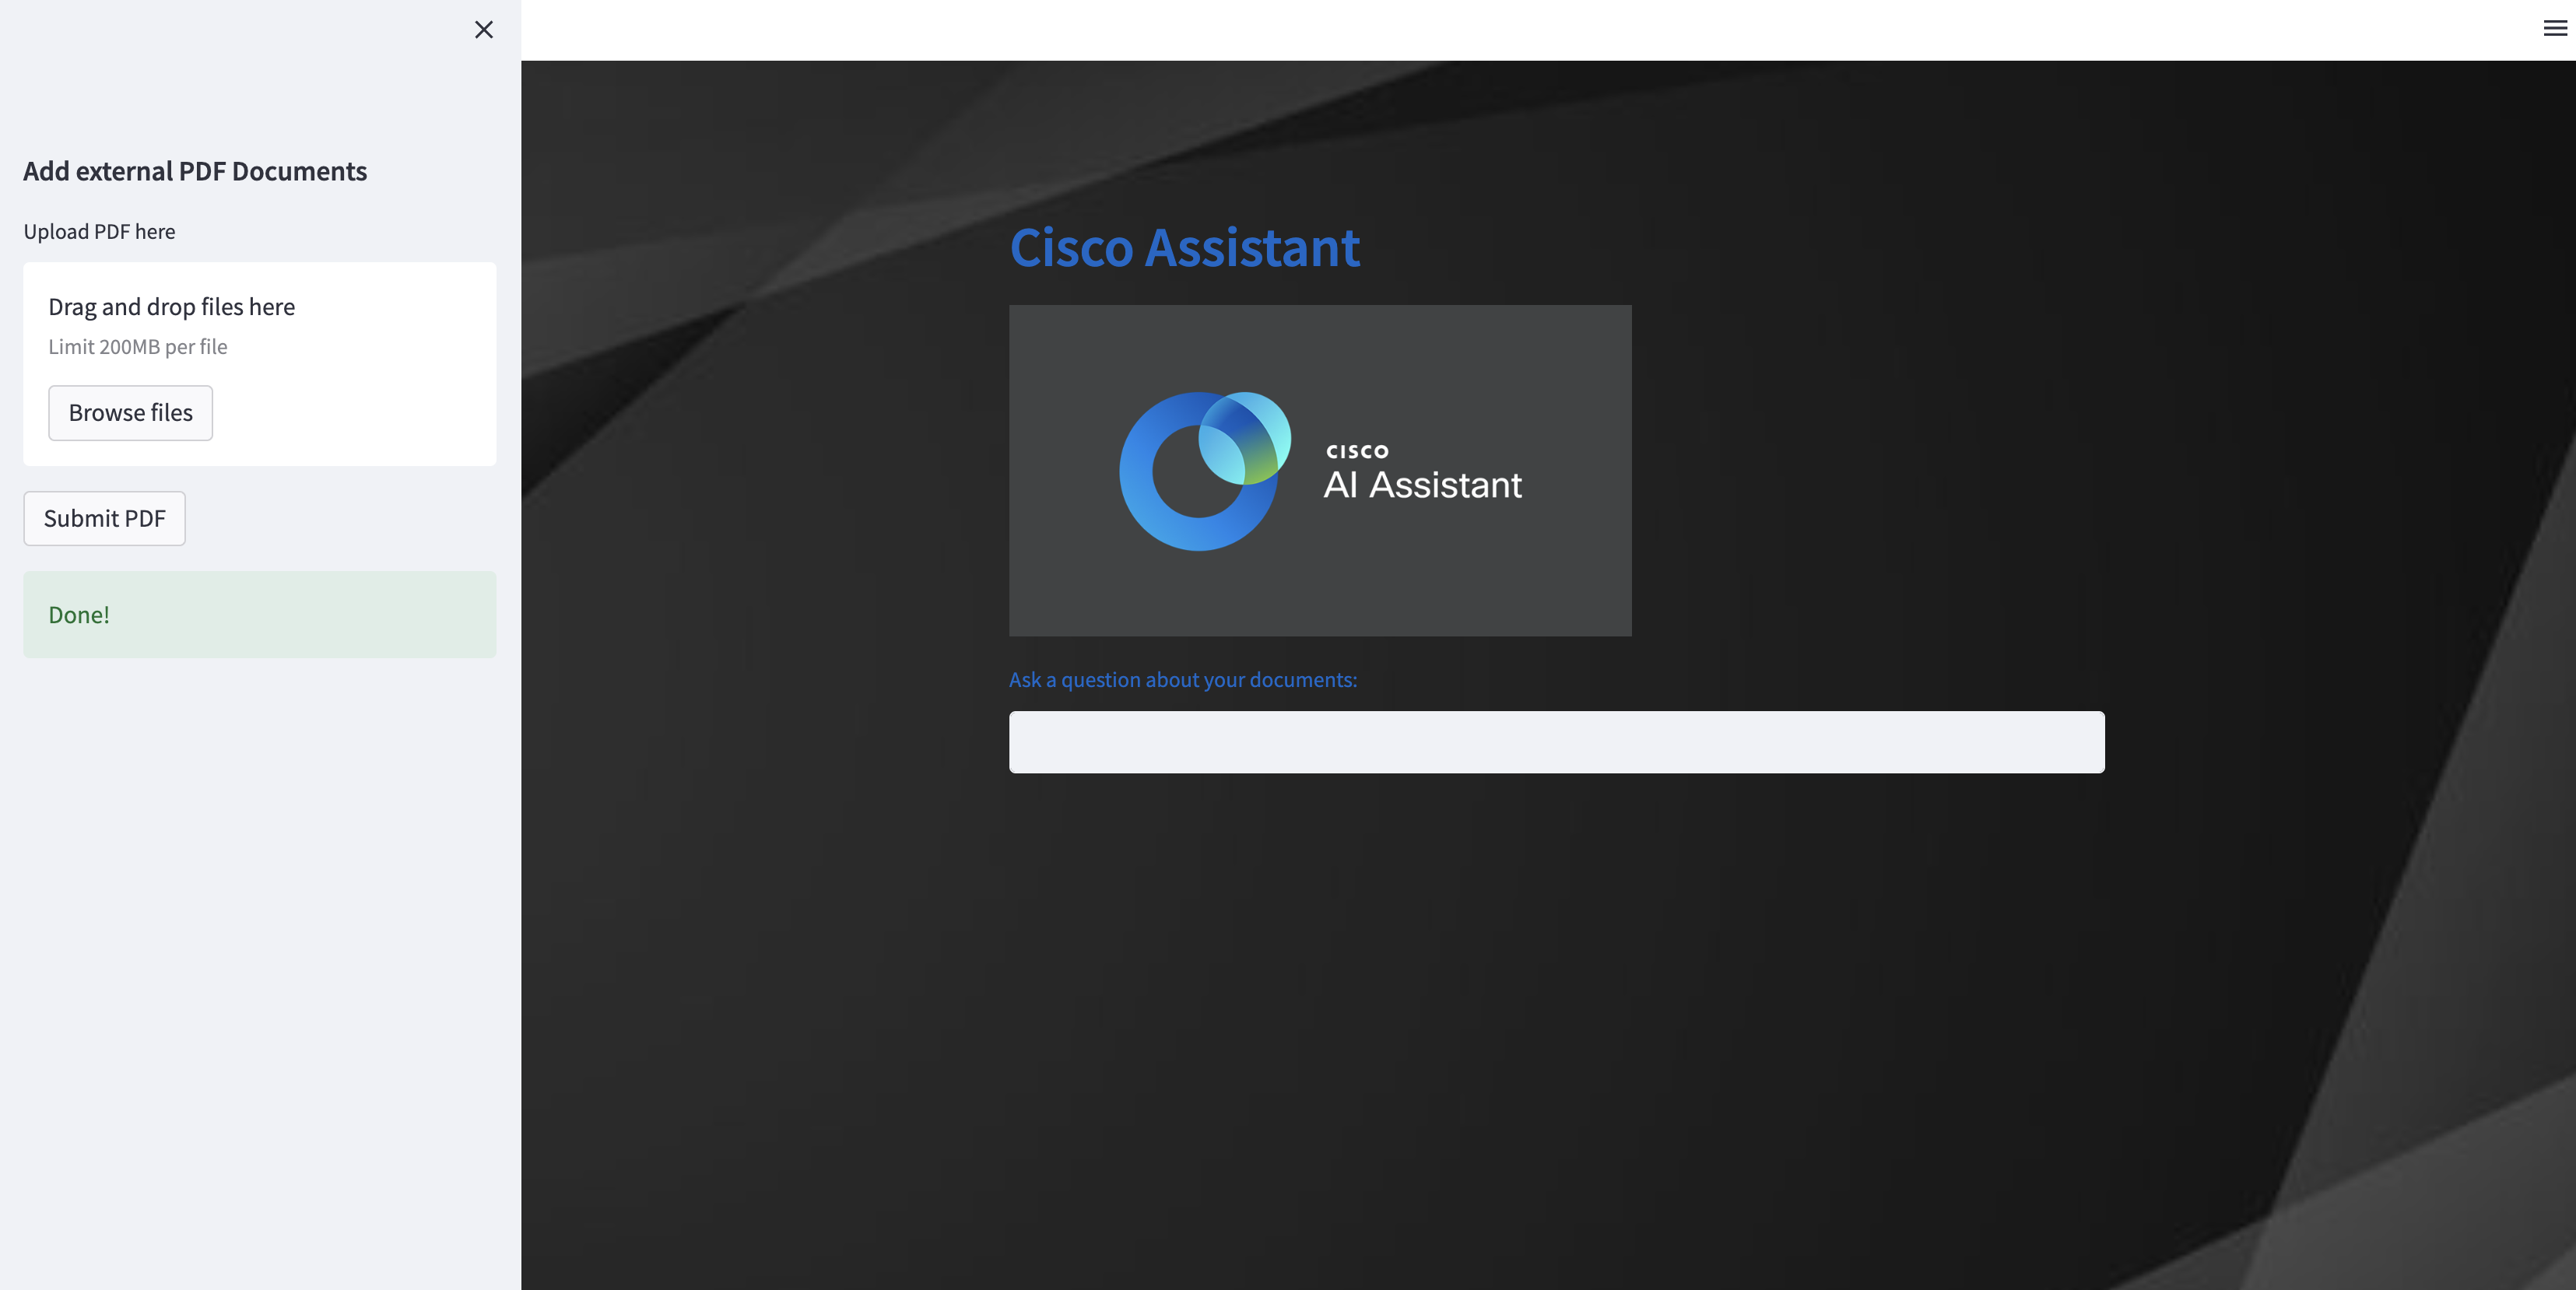 Add external PDF Documents
Upload PDF here
Drag and drop files here
Limit 200MB per file
Browse files
Submit PDF
Done!
Cisco Assistant
CISCO
AI Assistant
Ask a question about your documents: